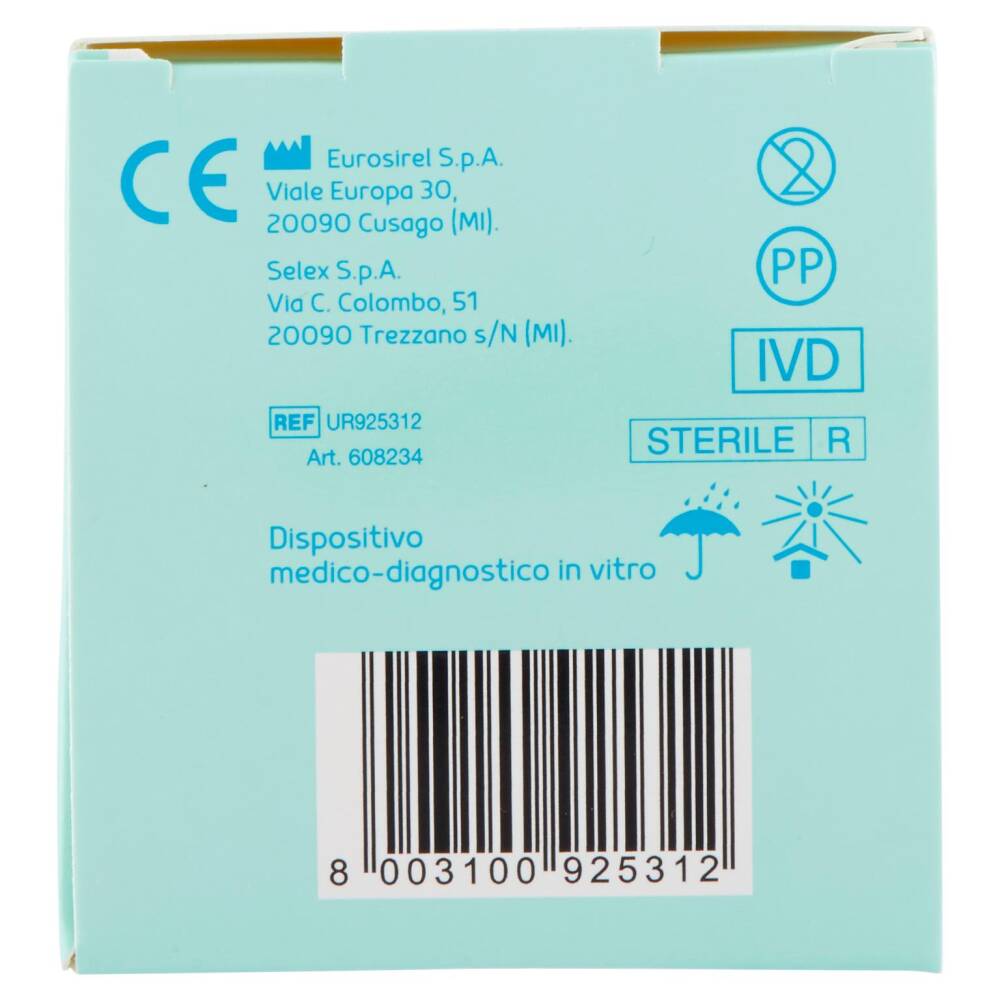 CE
Eurosirel S.p.A.
Viale Europa 30,
20090 Cusago (MI).
Selex S.p.A.
Via C. Colombo, 51
20090 Trezzano s/N (MI).
REF UR925312
Art. 608234
2
PP
IVD
STERILE R
Dispositivo
medico-diagnostico in vitro
8 003100 925312